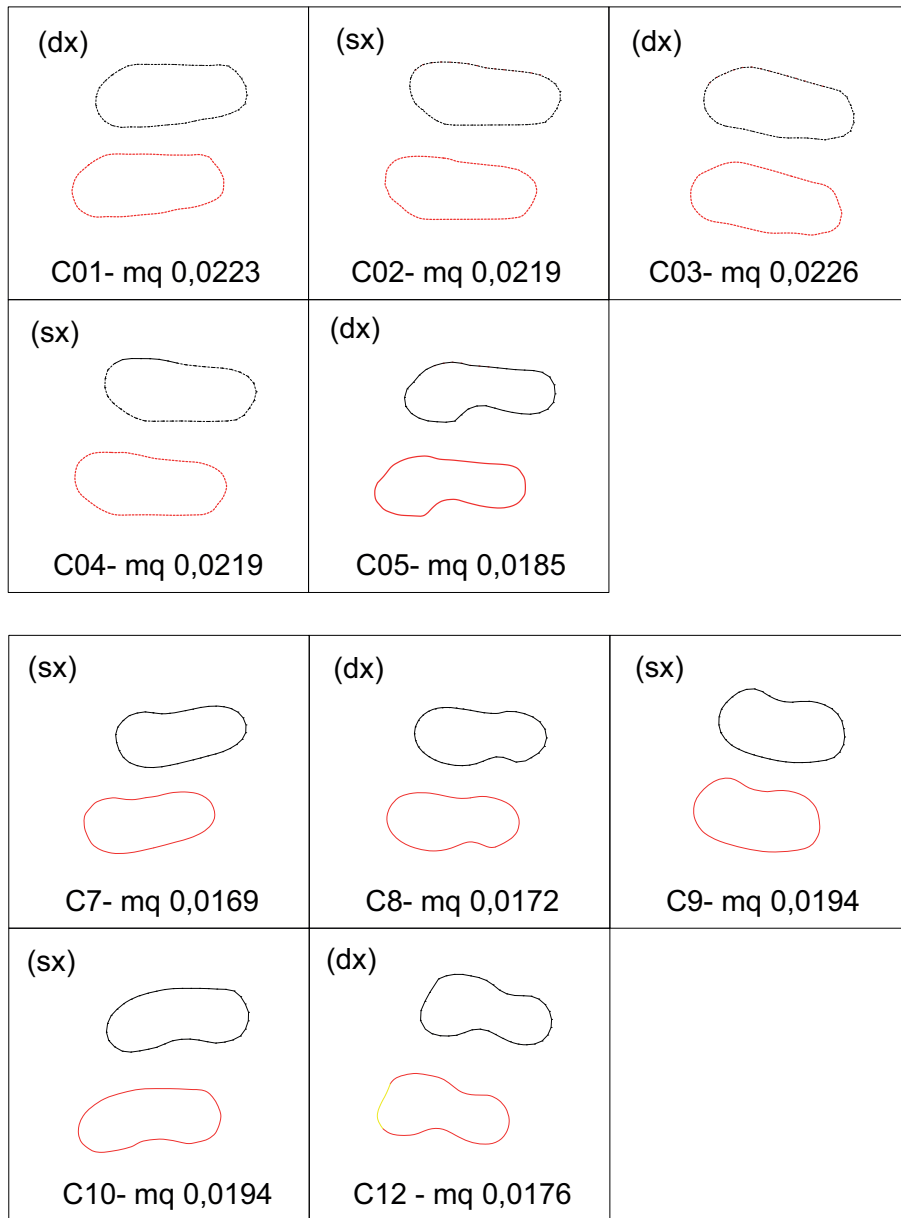 (dx)
C01- mq 0,0223
(sx)
C02- mq 0,0219
(dx)
C03- mq 0,0226
(sx)
C04- mq 0,0219
(dx)
C05- mq 0,0185
(sx)
C7- mq 0,0169
(dx)
C8- mq 0,0172
(sx)
C9- mq 0,0194
(sx)
C10- mq 0,0194
(dx)
C12 - mq 0,0176